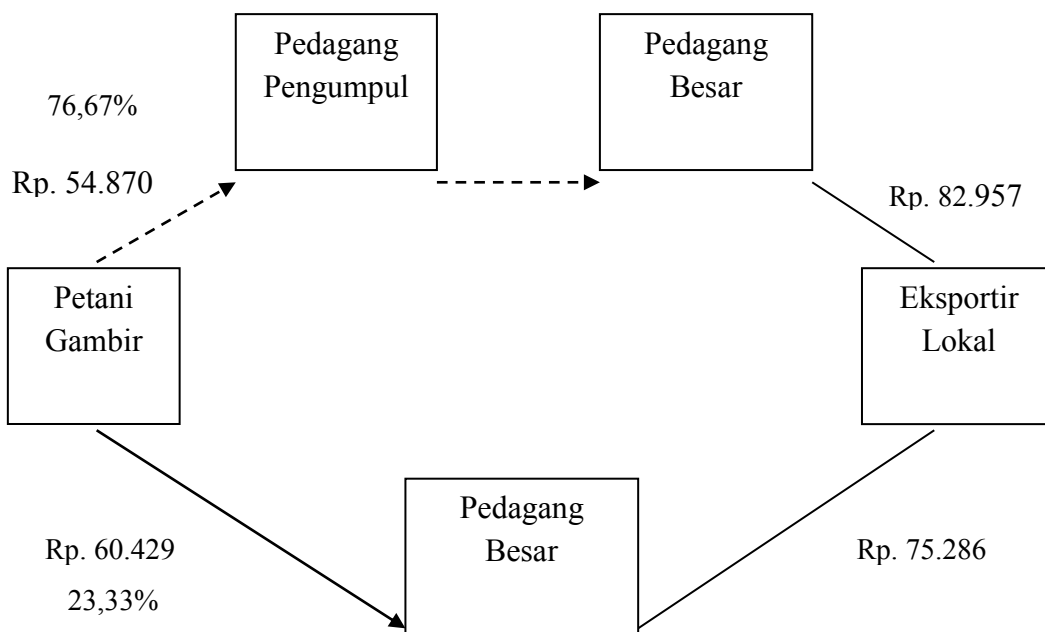 Pedagang
Pengumpul
Pedagang
Besar
76,67%
Rp. 54.870
Rp. 82.957
Petani
Gambir
Eksportir
Lokal
Pedagang
Besar
Rp. 60.429
23,33%
Rp. 75.286